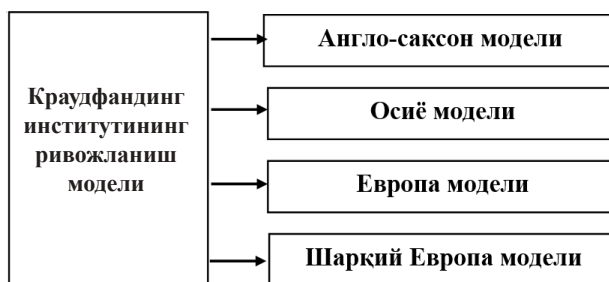 Краудфандинг
институтининг
ривожланиш
модели
Англо-саксон модели
Осиё модели
Европа модели
Шарқий Европа модели